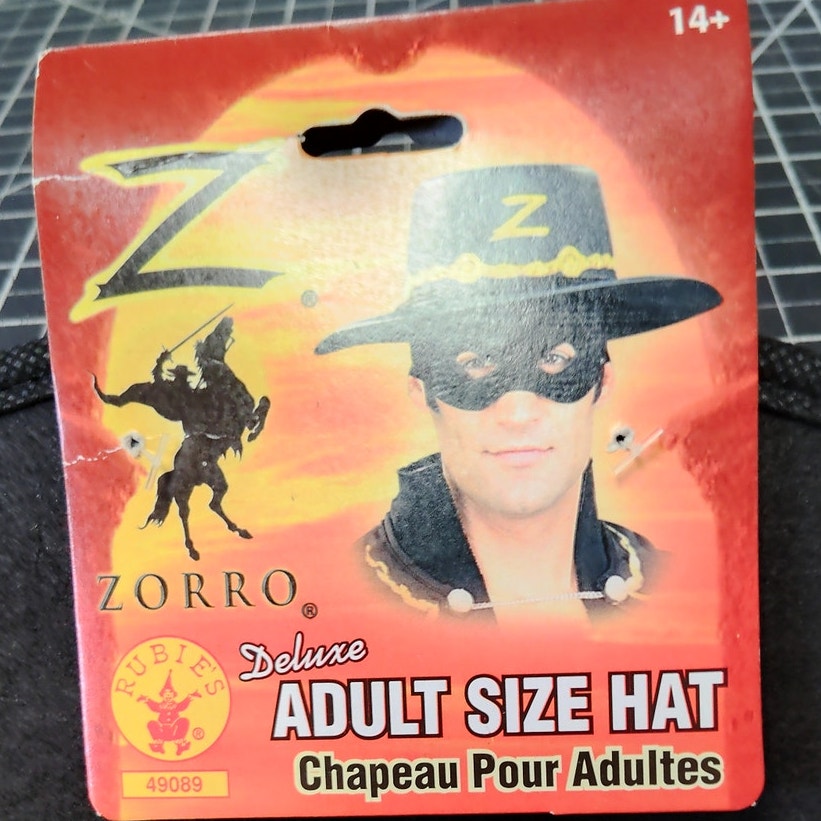 14+
Z
®
Z
ZORRO®
RUBIE'S
®
49089
Deluxe
ADULT SIZE HAT
Chapeau Pour Adultes